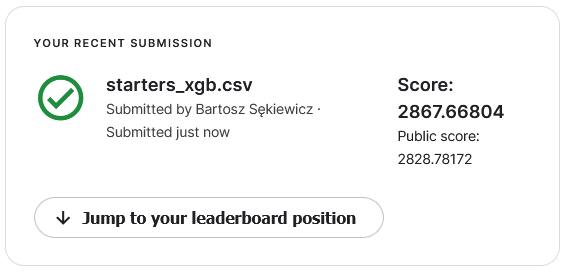 YOUR RECENT SUBMISSION
starters_xgb.csv
Submitted by Bartosz Sękiewicz ·
Submitted just now
Score:
2867.66804
Public score:
2828.78172
Jump to your leaderboard position